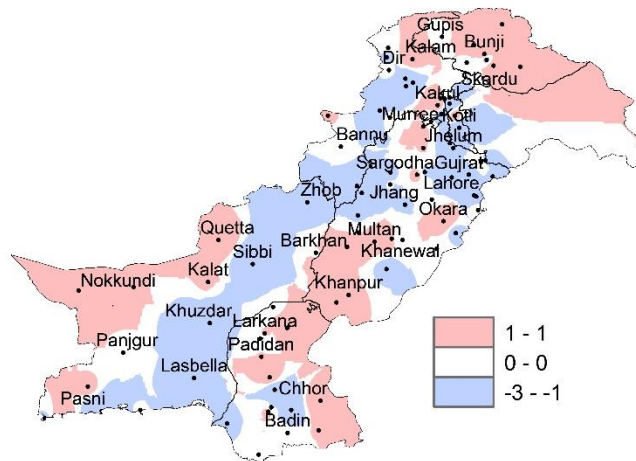 Gupis
Kalam
Bunji
Dir
Skardu
Kakul
Murree
Kotli
Bannu
Jhelum
Sargodha
Gujrat
Zhob
Jhang
Lahore
Okara
Quetta
Multan
Barkhan
Khanewal
Sibbi
Kalat
Nokkundi
Khanpur
Khuzdar
Larkana
Panjgur
Padidan
Lasbella
Chhor
Pasni
Badin
1 - 1
0 - 0
-3 - -1